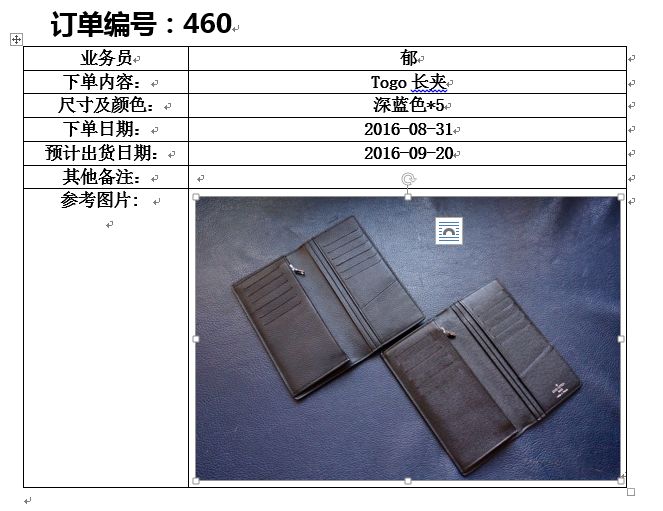 订单编号：460
业务员 郁
下单内容： Togo 长夹
尺寸及颜色： 深蓝色*5
下单日期： 2016-08-31
预计出货日期： 2016-09-20
其他备注：
参考图片：